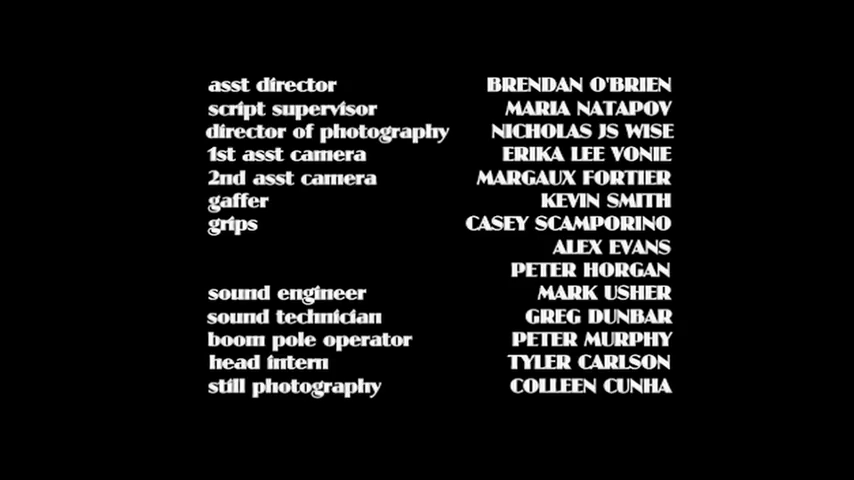 asst director BRENDAN O'BRIEN
script supervisor MARIA NATAPOV
director of photography NICHOLAS JS WISE
1st asst camera ERIKA LEE VONIE
2nd asst camera MARGAUX FORTIER
gaffer KEVIN SMITH
grips CASEY SCAMPORINO
ALEX EVANS
PETER HORGAN
sound engineer MARK USHER
sound technician GREG DUNBAR
boom pole operator PETER MURPHY
head intern TYLER CARLSON
still photography COLLEEN CUNHA